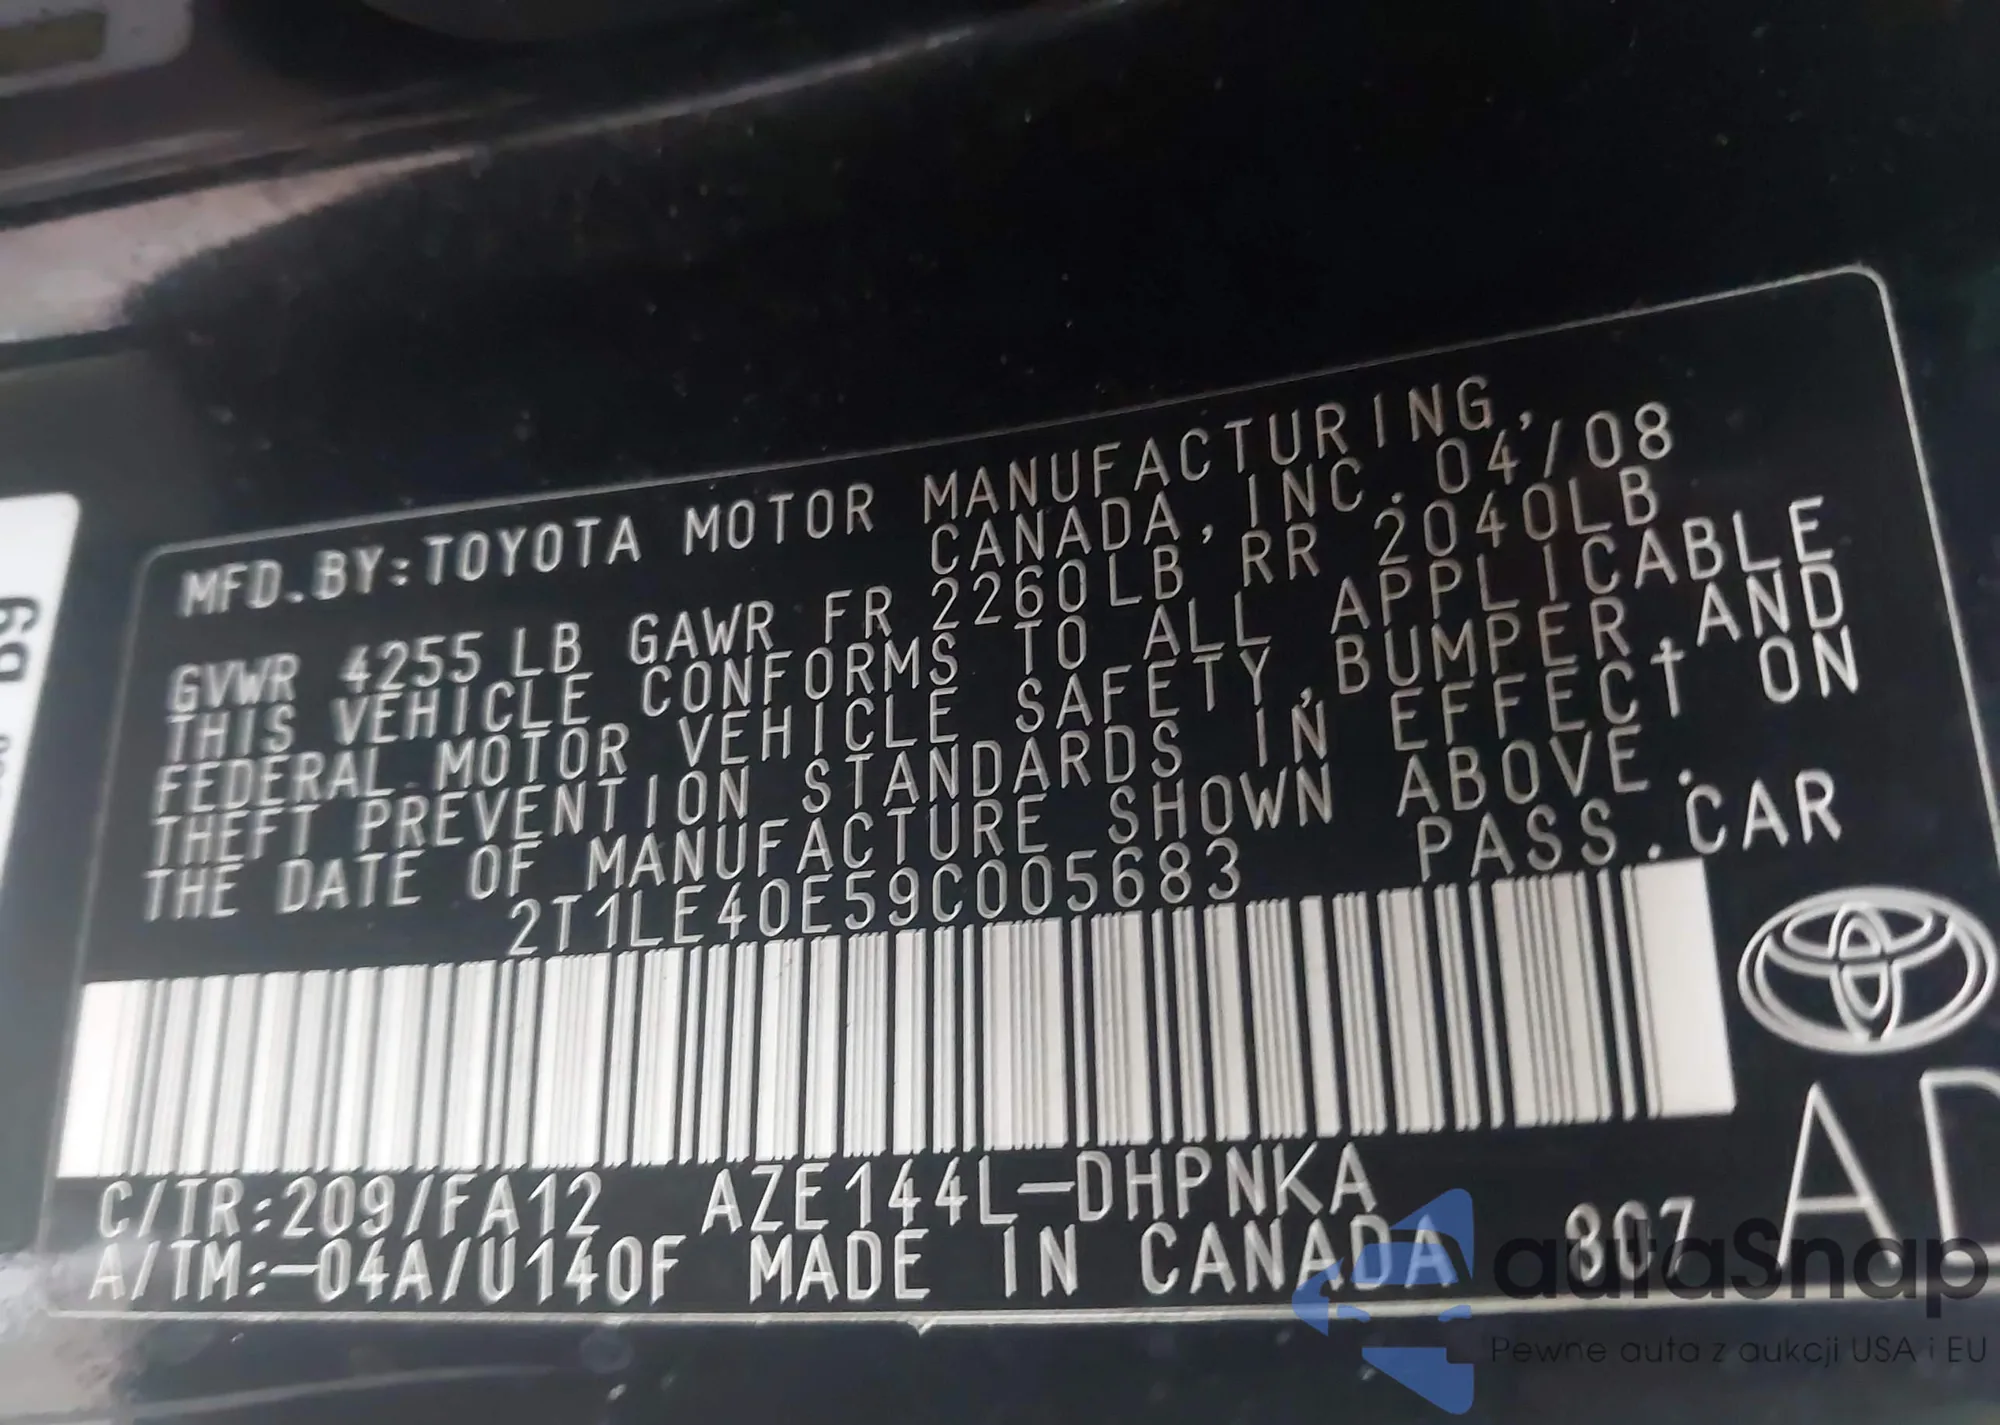 MFD.BY:TOYOTA MOTOR MANUFACTURING,
CANADA, INC. 04/08
GVWR 4255LB GAWR FR 2260LB RR 2040LB
THIS VEHICLE CONFORMS TO ALL APPLICABLE
FEDERAL MOTOR VEHICLE SAFETY,BUMPER,AND
THEFT PREVENTION STANDARDS IN EFFECT ON
THE DATE OF MANUFACTURE SHOWN ABOVE.
2T1LE40E59C005683 PASS.CAR
C/TR:209/FA12 AZE144L-DHPNKA
A/TM:-04A/U140F MADE IN CANADA 807
AD
autaSnap
Pewne auta z aukcji USA i EU